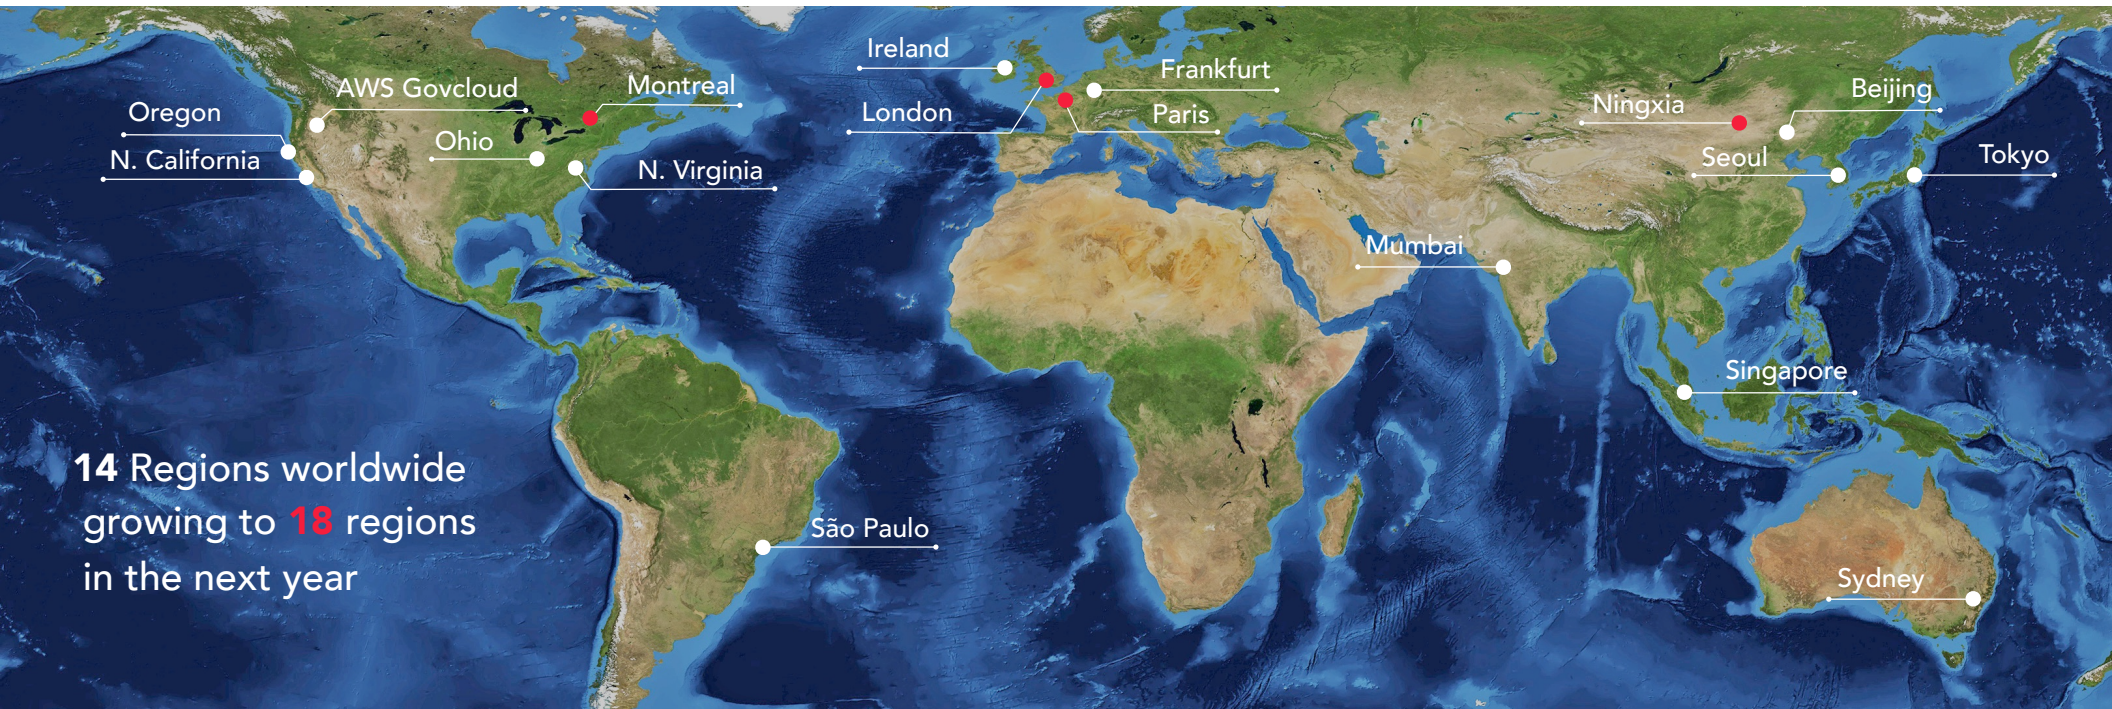 Ireland
Frankfurt
AWS Govcloud
Montreal
Beijing
Oregon
London
Paris
Ningxia
Ohio
N. California
N. Virginia
Seoul
Tokyo
Mumbai
Singapore
14 Regions worldwide
growing to 18 regions
in the next year
São Paulo
Sydney